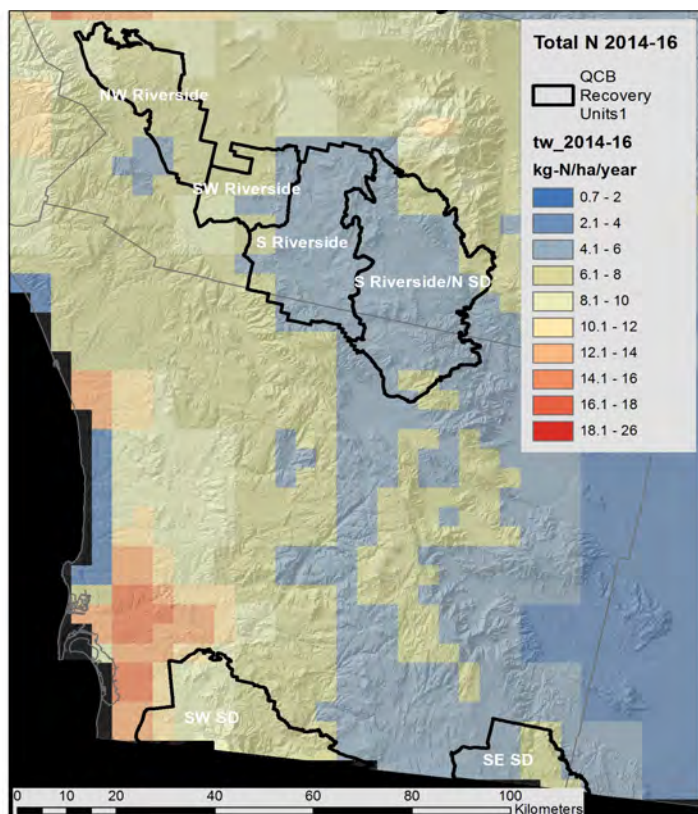 Total N 2014-16
QCB
Recovery
Units1
tw_2014-16
kg-N/ha/year
0.7 - 2
2.1 - 4
4.1 - 6
6.1 - 8
8.1 - 10
10.1 - 12
12.1 - 14
14.1 - 16
16.1 - 18
18.1 - 26
NW Riverside
SW Riverside
S Riverside
S Riverside/N SD
SW SD
SE SD
0 10 20 40 60 80 100
Kilometers